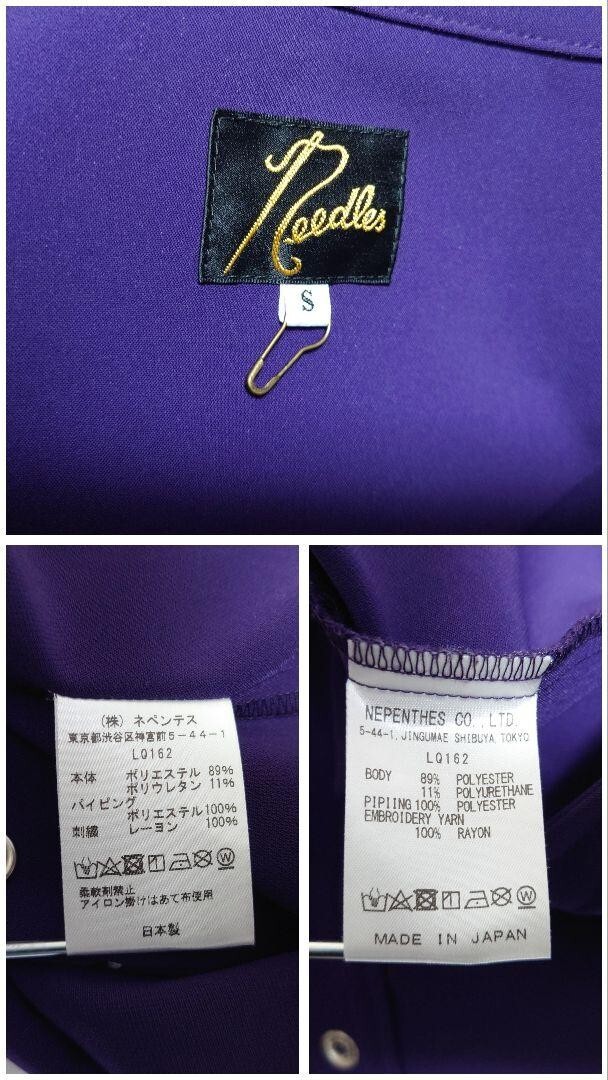 Needles
S
(株) ネペンテス
東京都渋谷区神宮前5-44-1
LQ162
本体 ポリエステル 89%
ポリウレタン 11%
パイピング
ポリエステル100%
刺繍 レーヨン 100%
柔軟剤禁止
アイロン掛けはあて布使用
日本製
NEPENTHES CO.,LTD.
5-44-1, JINGUMAE SHIBUYA, TOKYO
LQ162
BODY 89% POLYESTER
11% POLYURETHANE
PIPIING 100% POLYESTER
EMBROIDERY YARN
100% RAYON
MADE IN JAPAN